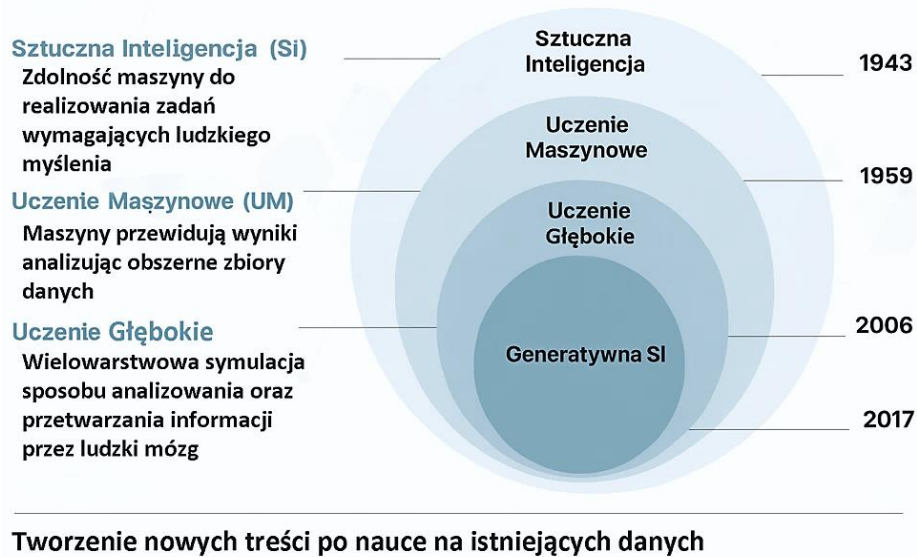 Sztuczna Inteligencja (Si)
Zdolność maszyny do
realizowania zadań
wymagających ludzkiego
myślenia
Uczenie Maszynowe (UM)
Maszyny przewidują wyniki
analizując obszerne zbiory
danych
Uczenie Głębokie
Wielowarstwowa symulacja
sposobu analizowania oraz
przetwarzania informacji
przez ludzki mózg
Sztuczna
Inteligencja
Uczenie
Maszynowe
Uczenie
Głębokie
Generatywna SI
1943
1959
2006
2017
Tworzenie nowych treści po nauce na istniejących danych